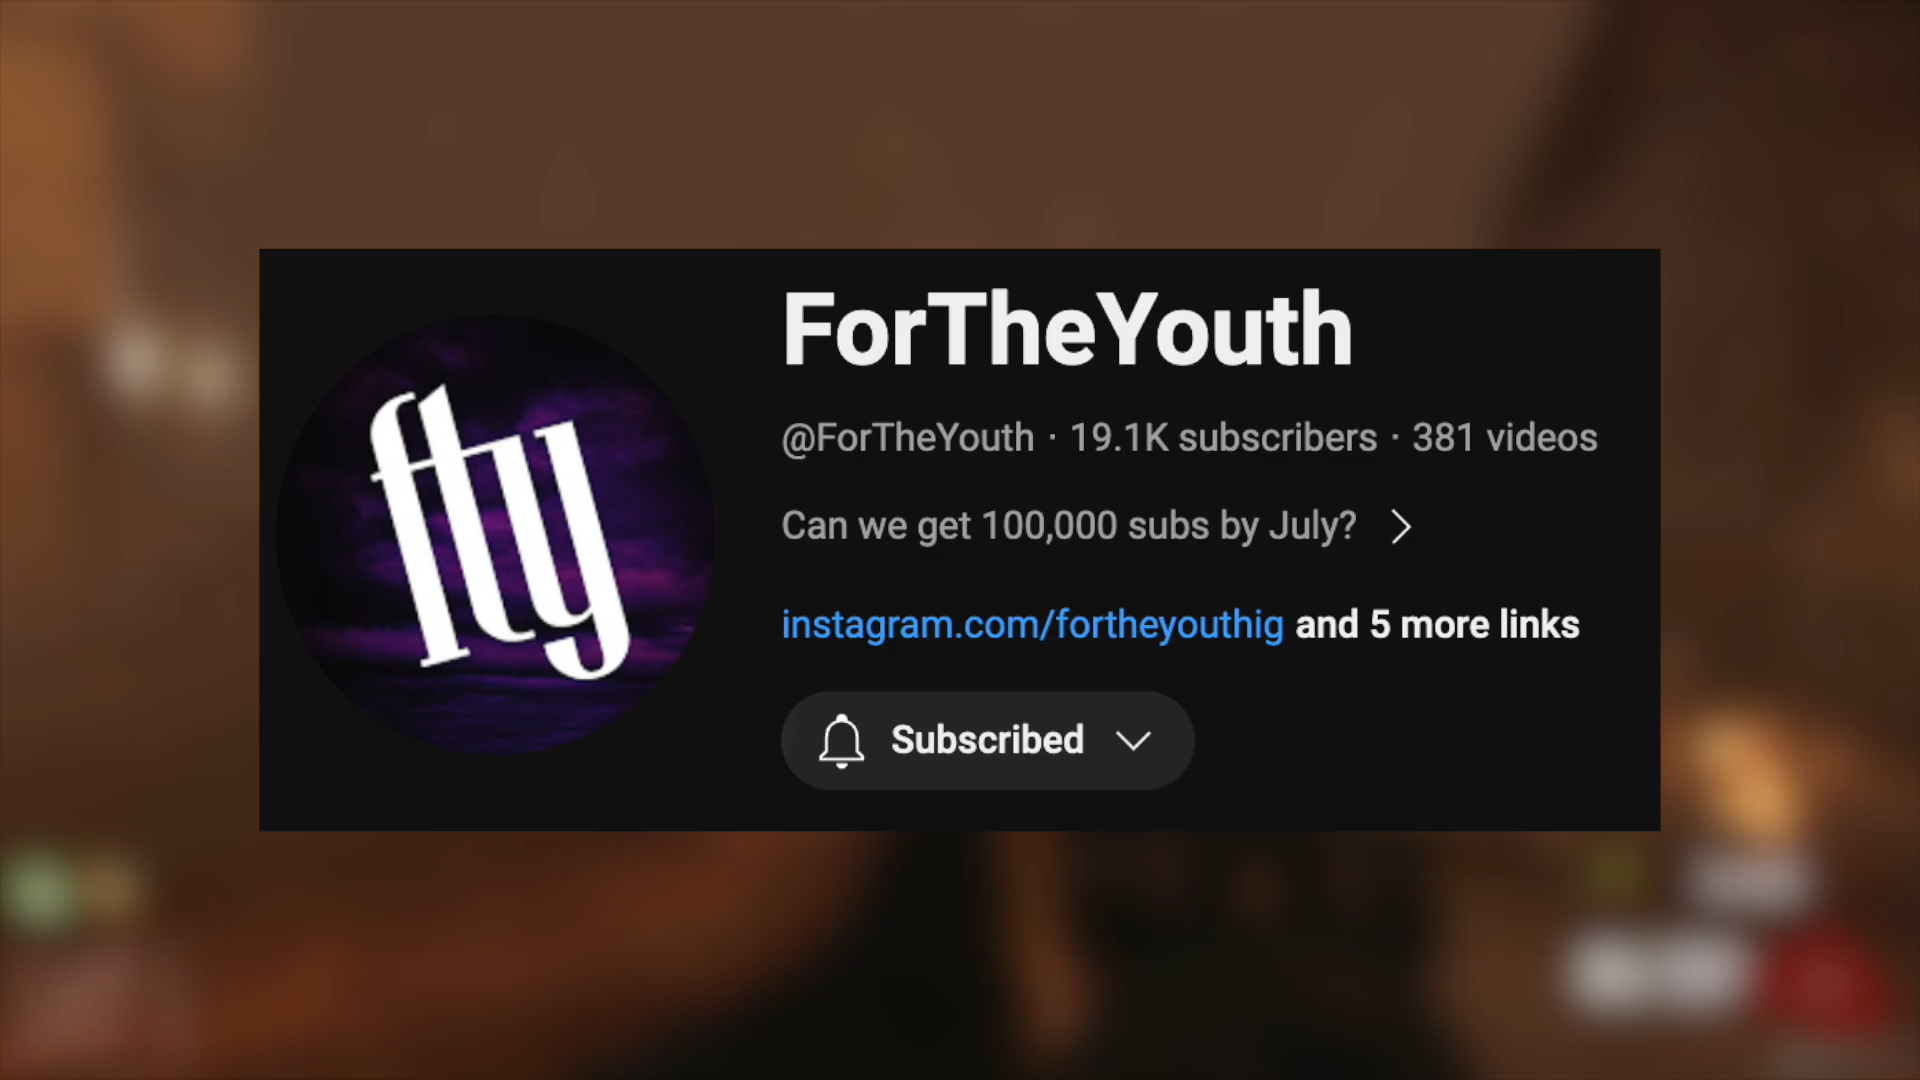 fty
ForTheYouth
@ForTheYouth · 19.1K subscribers · 381 videos
Can we get 100,000 subs by July?
instagram.com/fortheyouthig and 5 more links
Subscribed